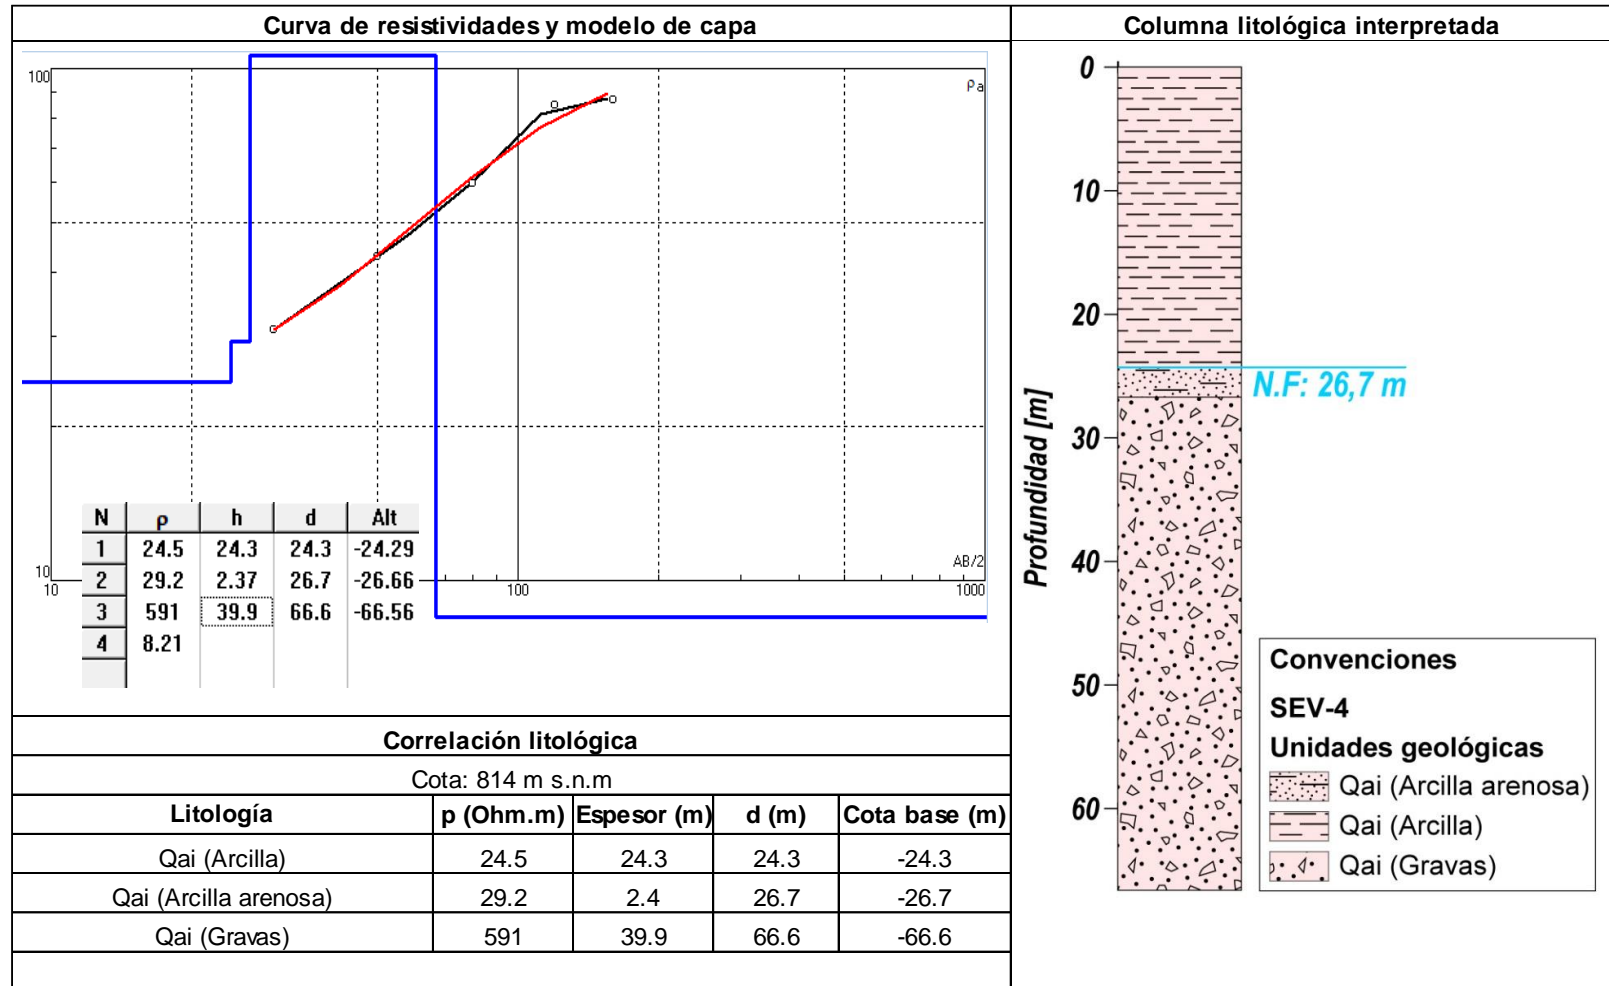 Curva de resistividades y modelo de capa
100
ρa
10
AB/2
10 100 1000
N ρ h d Alt
1 24.5 24.3 24.3 -24.29
2 29.2 2.37 26.7 -26.66
3 591 39.9 66.6 -66.56
4 8.21
Correlación litológica
Cota: 814 m s.n.m
Litología p (Ohm.m) Espesor (m) d (m) Cota base (m)
Qai (Arcilla) 24.5 24.3 24.3 -24.3
Qai (Arcilla arenosa) 29.2 2.4 26.7 -26.7
Qai (Gravas) 591 39.9 66.6 -66.6
Columna litológica interpretada
Profundidad [m]
0
10
20
N.F: 26,7 m
30
40
50
60
Convenciones
SEV-4
Unidades geológicas
Qai (Arcilla arenosa)
Qai (Arcilla)
Qai (Gravas)